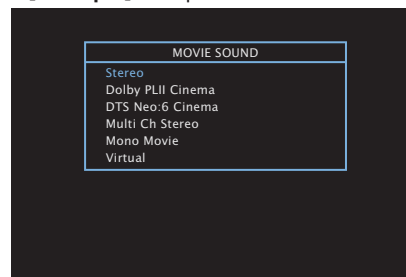 MOVIE SOUND
Stereo
Dolby PLII Cinema
DTS Neo:6 Cinema
Multi Ch Stereo
Mono Movie
Virtual